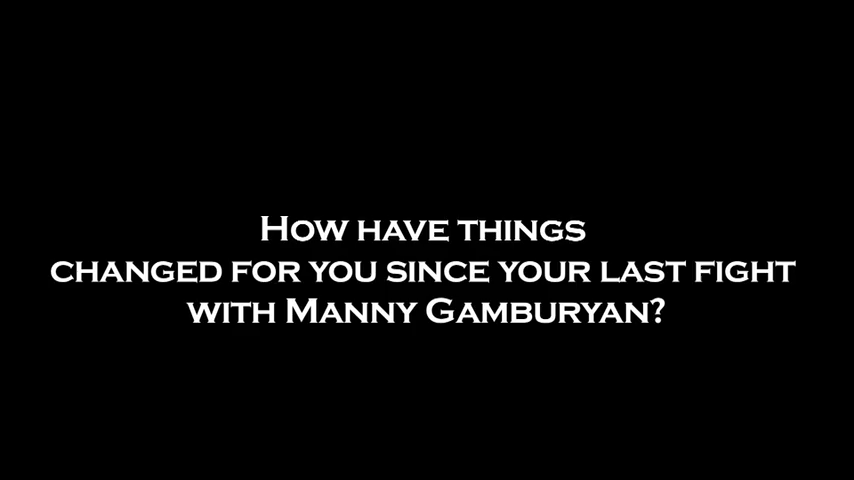 How have things
changed for you since your last fight
with Manny Gamburyan?